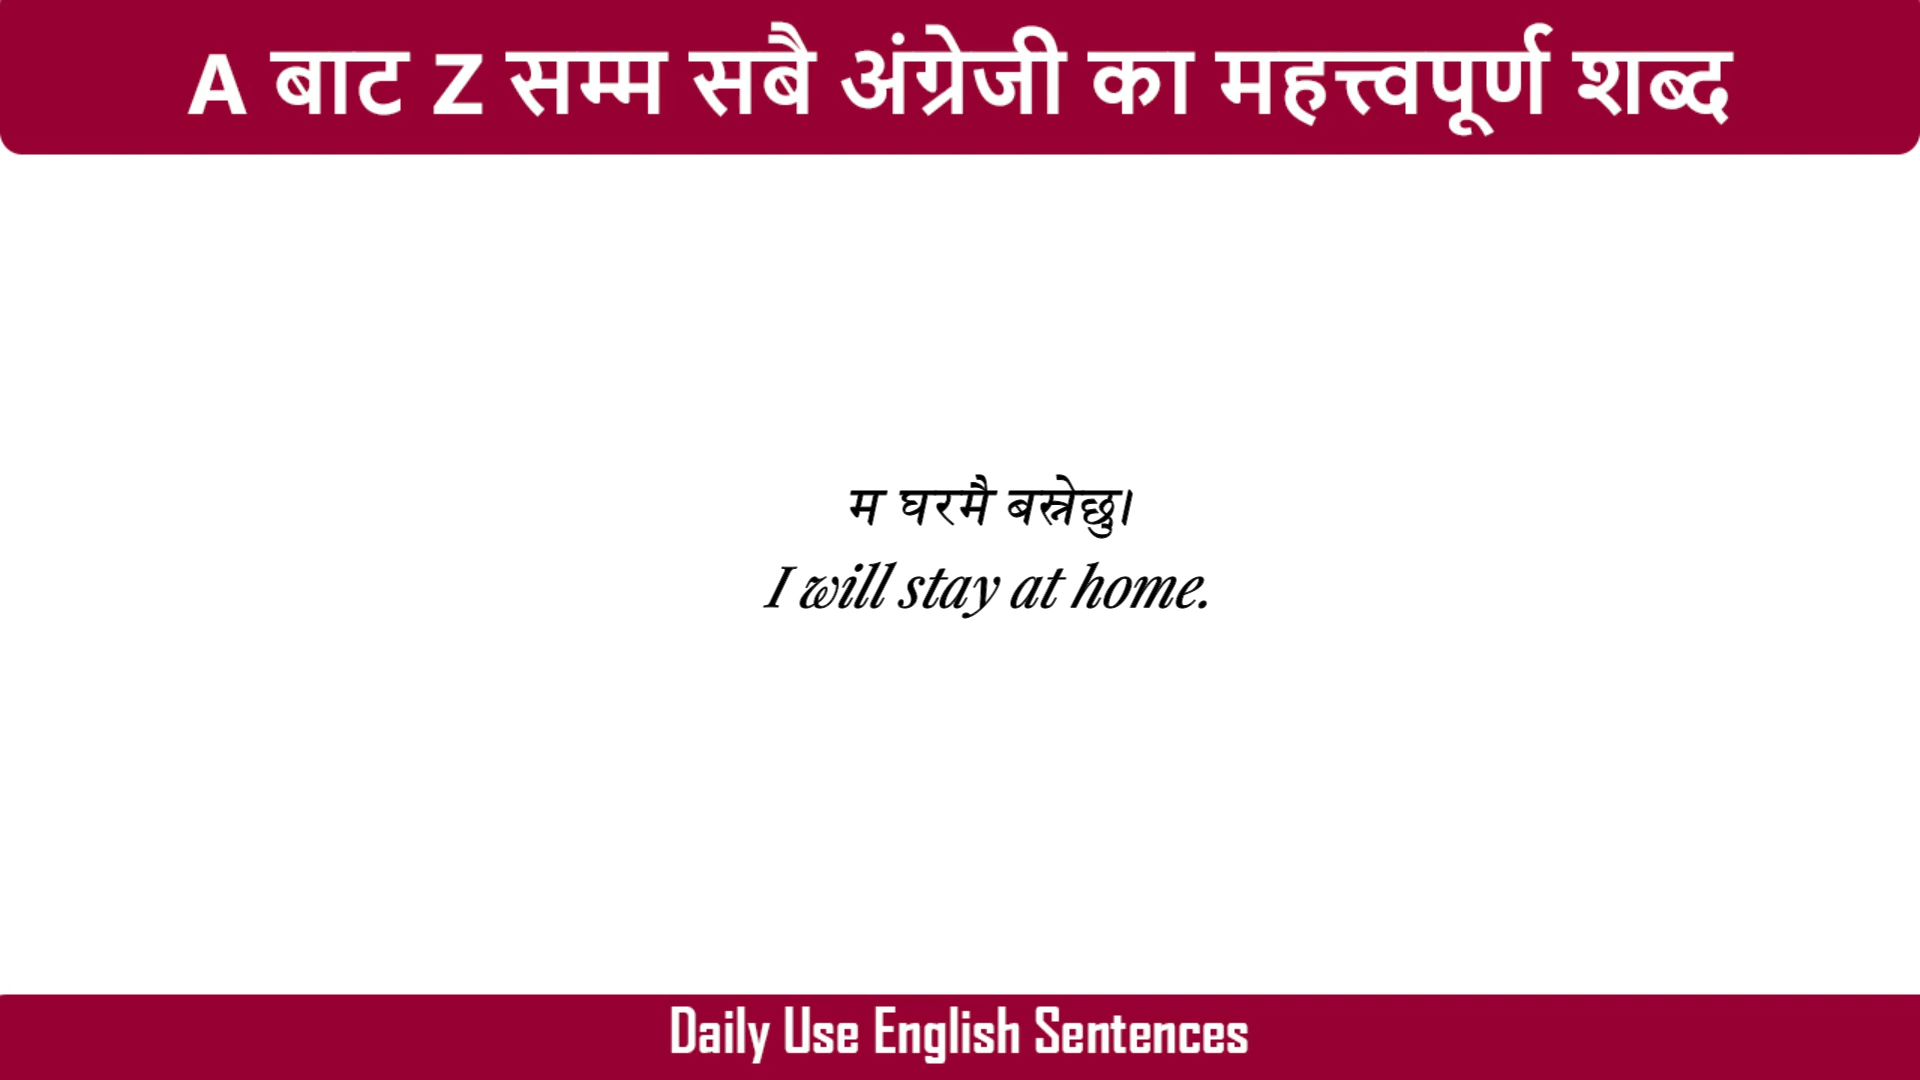 A बाट Z सम्म सबै अंग्रेजी का महत्त्वपूर्ण शब्द
म घरमै बस्नेछु।
I will stay at home.
Daily Use English Sentences